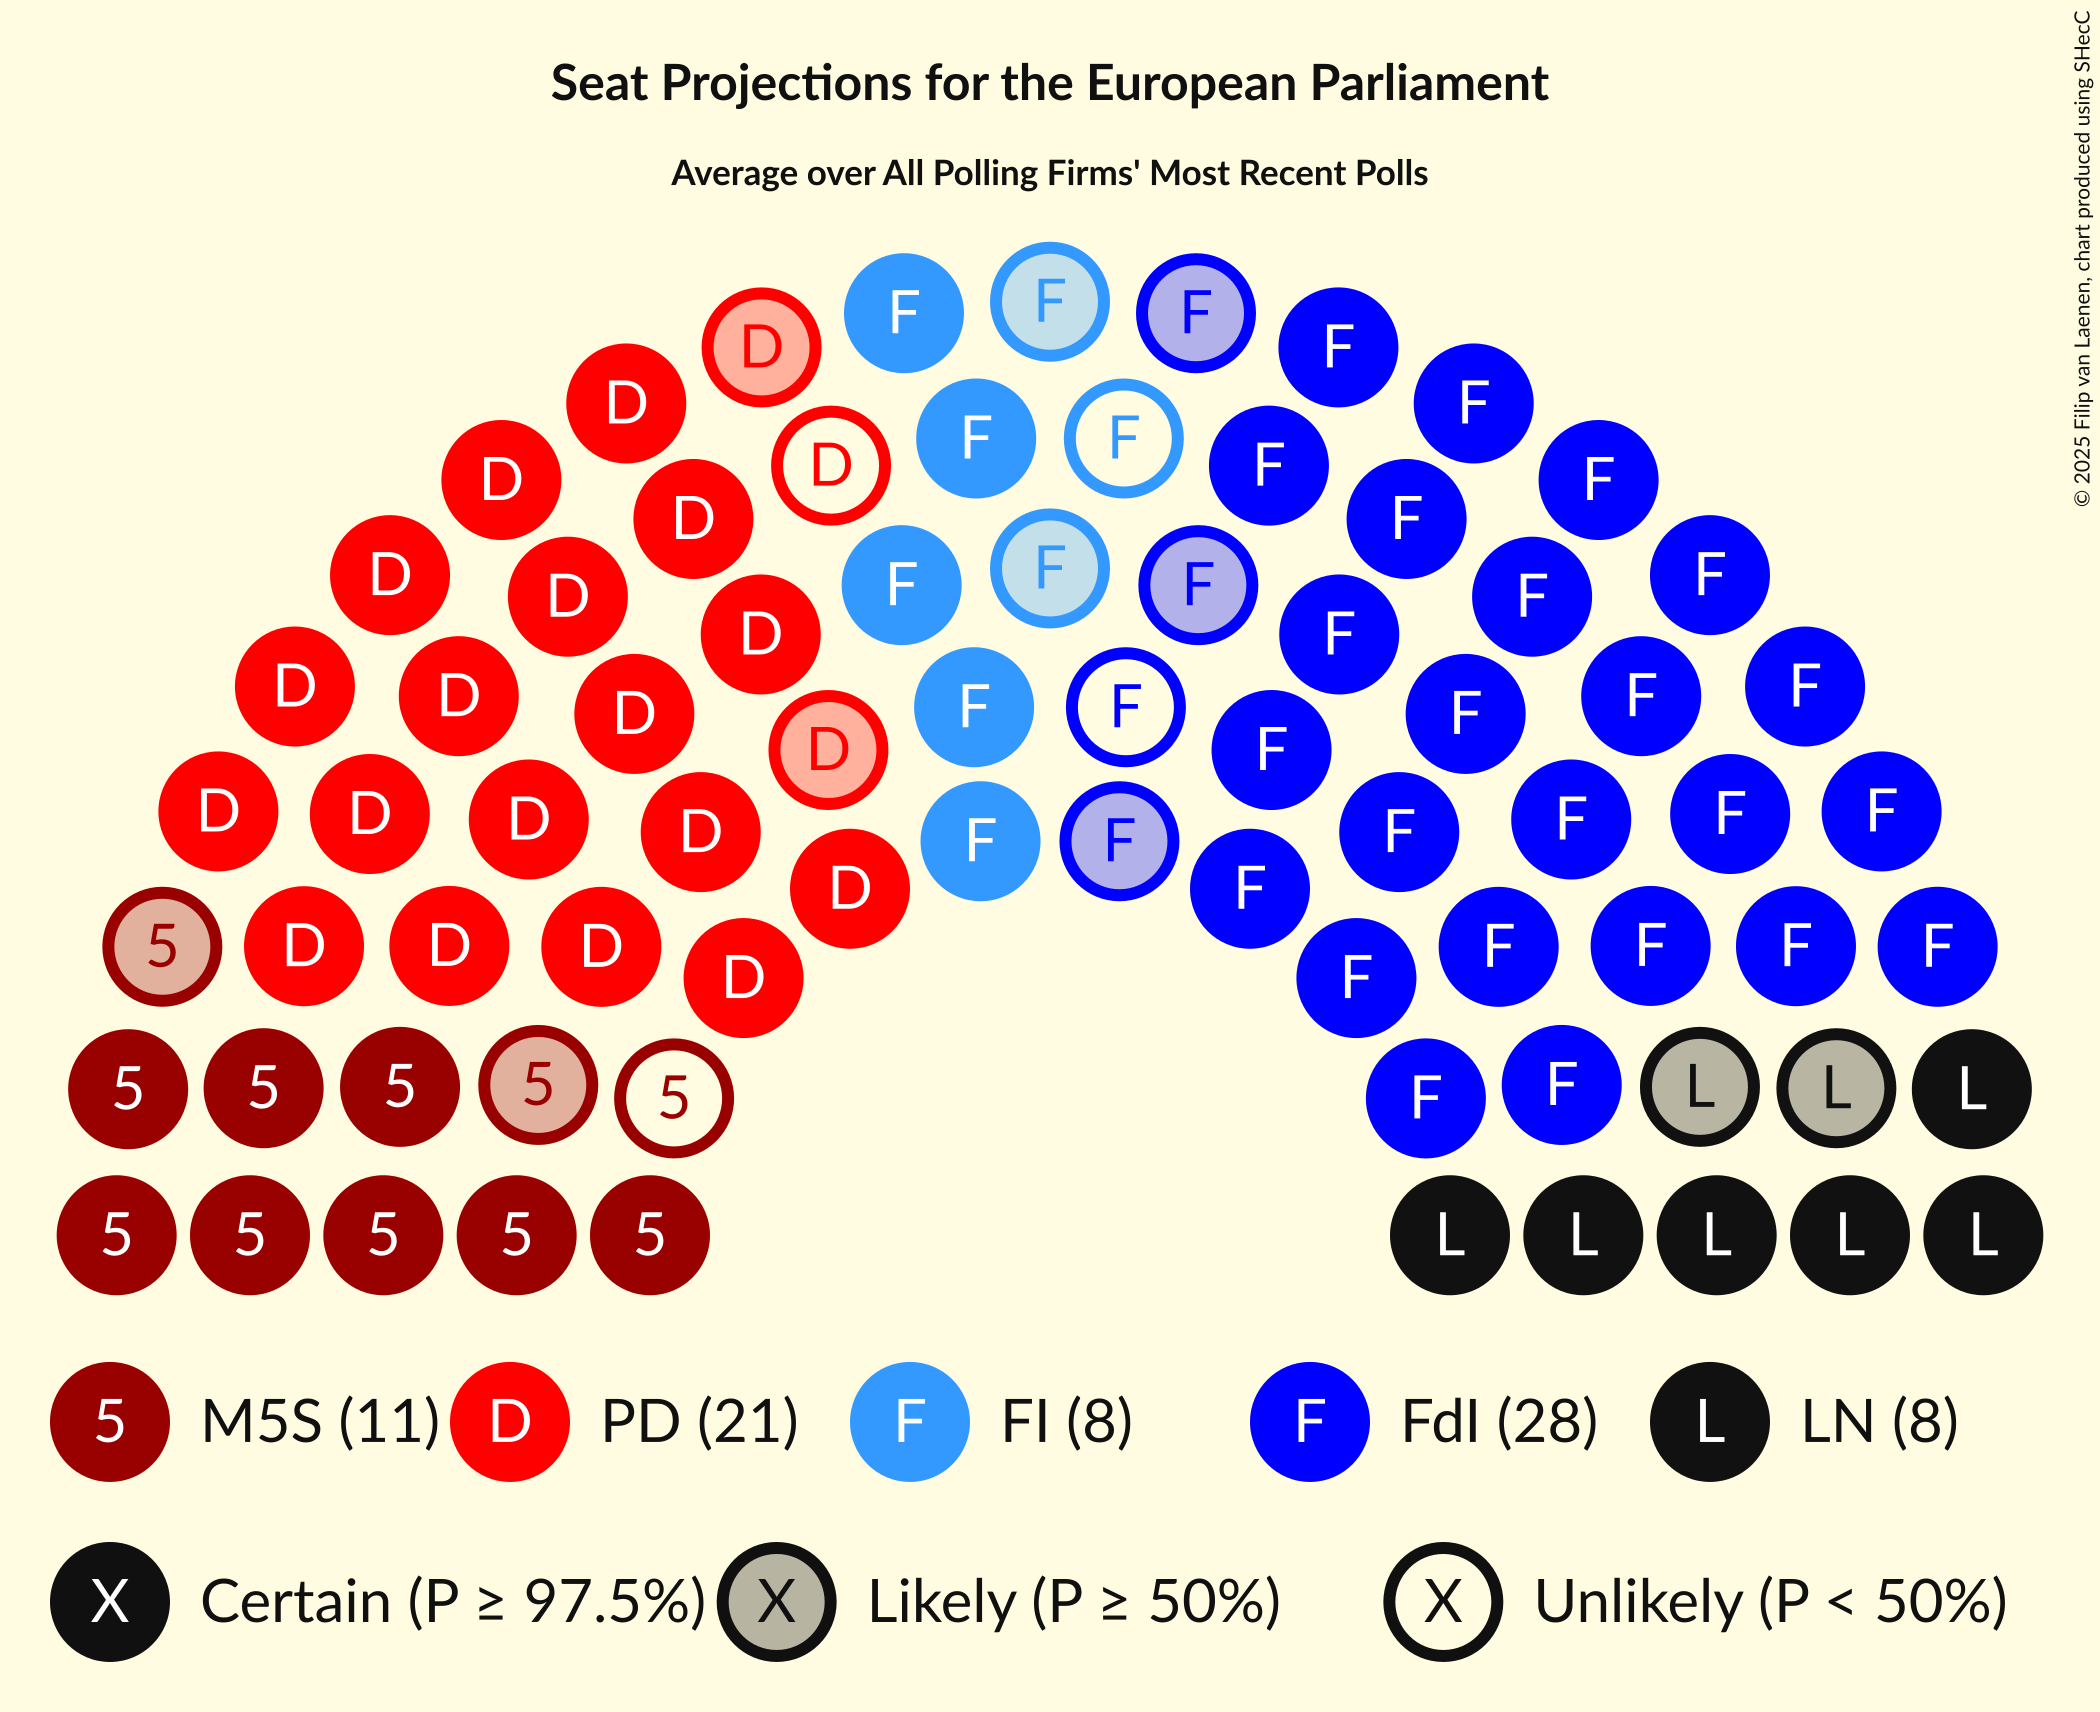 Seat Projections for the European Parliament
Average over All Polling Firms' Most Recent Polls
© 2025 Filip van Laenen, chart produced using SHecC
F F F
D F
D F
F F
D F
D F
D F
D F
D F
F F
D F
D F
D F
F F
D F
D F
D F
D F
D F
F F
D F
D D F F
D D F F
F F
D F
D F
5 D D D F F F F
D F
5 5 5 5 5 F F L L L
5 5 5 5 5 L L L L L
5 M5S (11) D PD (21) F FI (8) F FdI (28) L LN (8)
X Certain (P ≥ 97.5%) X Likely (P ≥ 50%) X Unlikely (P < 50%)